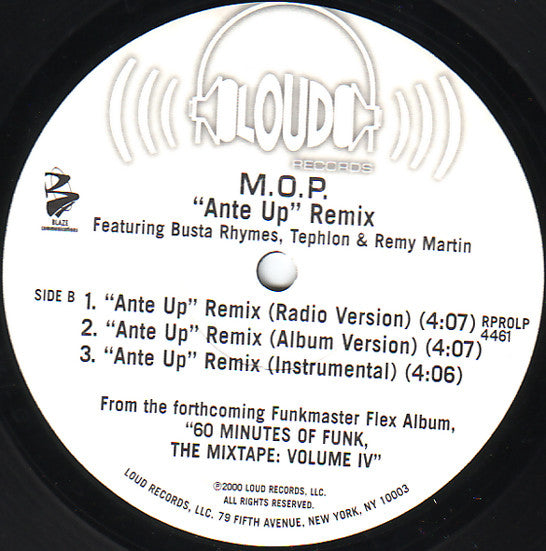 LOUD
RECORDS
M.O.P.
"Ante Up" Remix
Featuring Busta Rhymes, Tephlon & Remy Martin
BLAZE
communications
SIDE B
1. "Ante Up" Remix (Radio Version) (4:07)
2. "Ante Up" Remix (Album Version) (4:07)
3. "Ante Up" Remix (Instrumental) (4:06)
RPROLP
4461
From the forthcoming Funkmaster Flex Album,
"60 MINUTES OF FUNK,
THE MIXTAPE: VOLUME IV"
℗2000 LOUD RECORDS, LLC.
ALL RIGHTS RESERVED.
LOUD RECORDS, LLC. 79 FIFTH AVENUE, NEW YORK, NY 10003